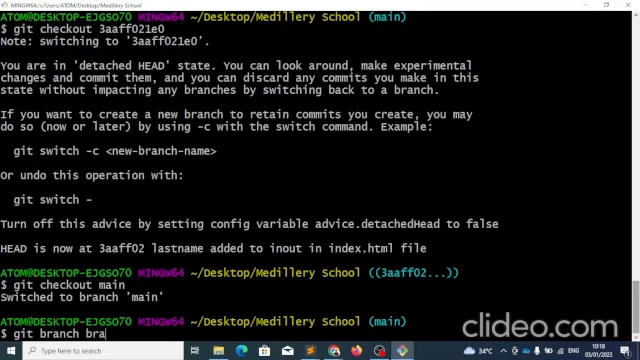 MINGW64:/c/Users/ATOM/Desktop/Medillery School
ATOM@DESKTOP-EJGSO70 MINGW64 ~/Desktop/Medillery School (main)
$ git checkout 3aaff021e0
Note: switching to '3aaff021e0'.
You are in 'detached HEAD' state. You can look around, make experimental
changes and commit them, and you can discard any commits you make in this
state without impacting any branches by switching back to a branch.
If you want to create a new branch to retain commits you create, you may
do so (now or later) by using -c with the switch command. Example:
git switch -c <new-branch-name>
Or undo this operation with:
git switch -
Turn off this advice by setting config variable advice.detachedHead to false
HEAD is now at 3aaff02 lastname added to inout in index.html file
ATOM@DESKTOP-EJGSO70 MINGW64 ~/Desktop/Medillery School ((3aaff02...))
$ git checkout main
Switched to branch 'main'
ATOM@DESKTOP-EJGSO70 MINGW64 ~/Desktop/Medillery School (main)
$ git branch bra
clideo.com
Type here to search
34°C
ENG
10:18
03/01/2023